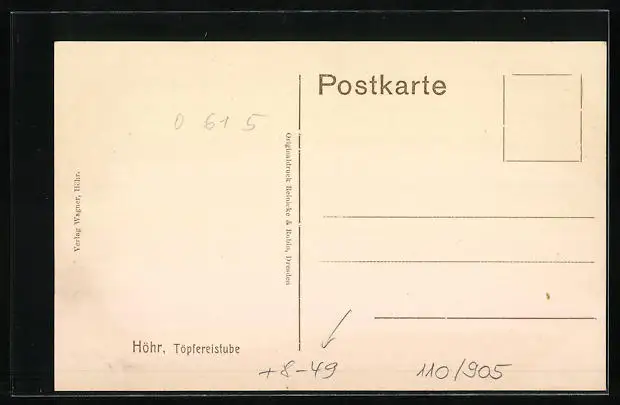 Postkarte
0 61 5
Verlag Wagner, Höhr.
Originaldruck Reinicke & Rubin, Dresden
Höhr, Töpfereistube
+8-49
110/905